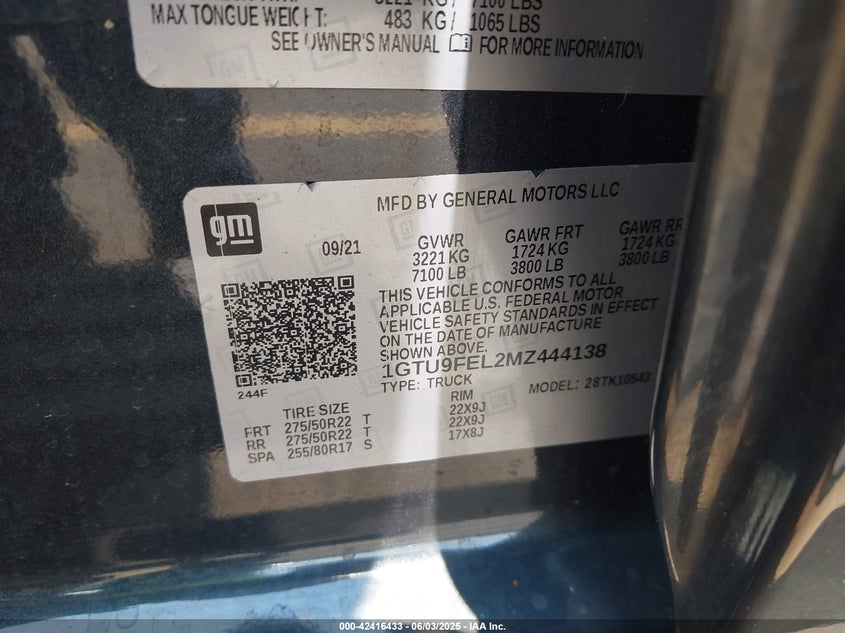 3221 KG / 7100 LBS
MAX TONGUE WEIGHT: 483 KG / 1065 LBS
SEE OWNER'S MANUAL FOR MORE INFORMATION
gm
MFD BY GENERAL MOTORS LLC
09/21
GVWR GAWR FRT GAWR RR
3221 KG 1724 KG 1724 KG
7100 LB 3800 LB 3800 LB
THIS VEHICLE CONFORMS TO ALL
APPLICABLE U.S. FEDERAL MOTOR
VEHICLE SAFETY STANDARDS IN EFFECT
ON THE DATE OF MANUFACTURE
SHOWN ABOVE.
1GTU9FEL2MZ444138
TYPE: TRUCK MODEL: 28TK10543
244F
TIRE SIZE RIM
FRT 275/50R22 T 22X9J
RR 275/50R22 T 22X9J
SPA 255/80R17 S 17X8J
000-42416433 - 06/03/2025 - IAA Inc.